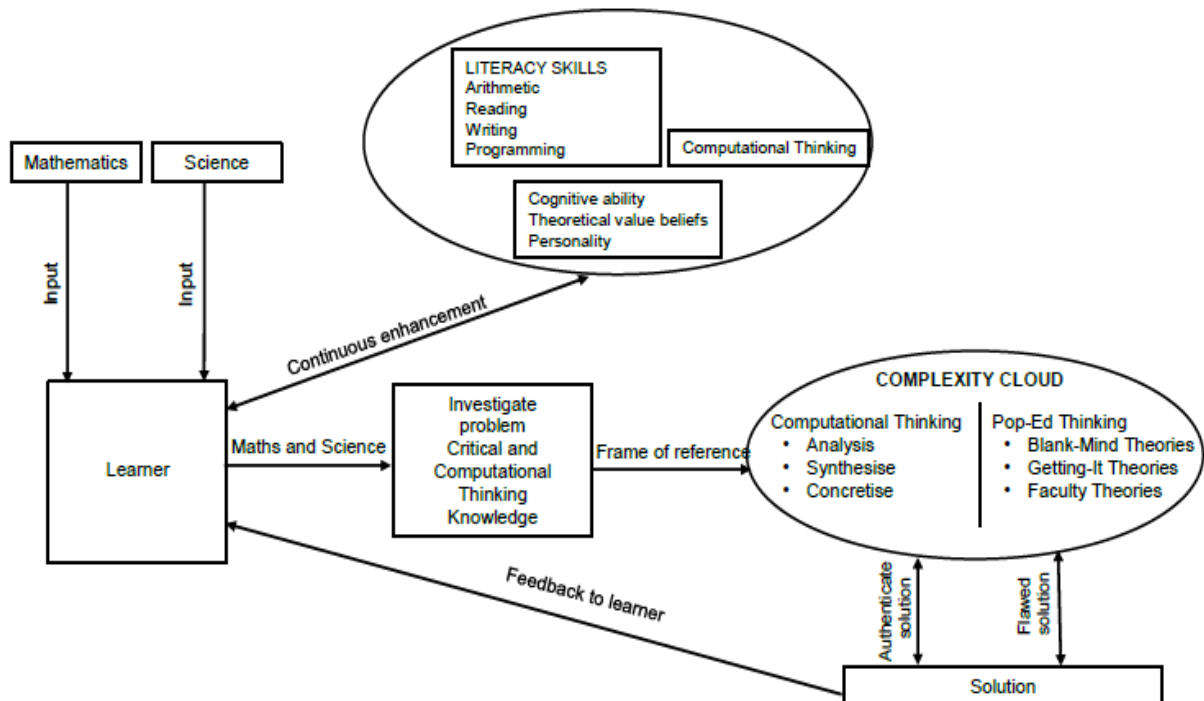 LITERACY SKILLS
Arithmetic
Reading
Writing
Programming
Computational Thinking
Cognitive ability
Theoretical value beliefs
Personality
Mathematics
Science
Input
Input
Continuous enhancement
Learner
Maths and Science
Investigate
problem
Critical and
Computational
Thinking
Knowledge
Frame of reference
COMPLEXITY CLOUD
Computational Thinking
• Analysis
• Synthesise
• Concretise
Pop-Ed Thinking
• Blank-Mind Theories
• Getting-It Theories
• Faculty Theories
Feedback to learner
Authenticate
solution
Flawed
solution
Solution